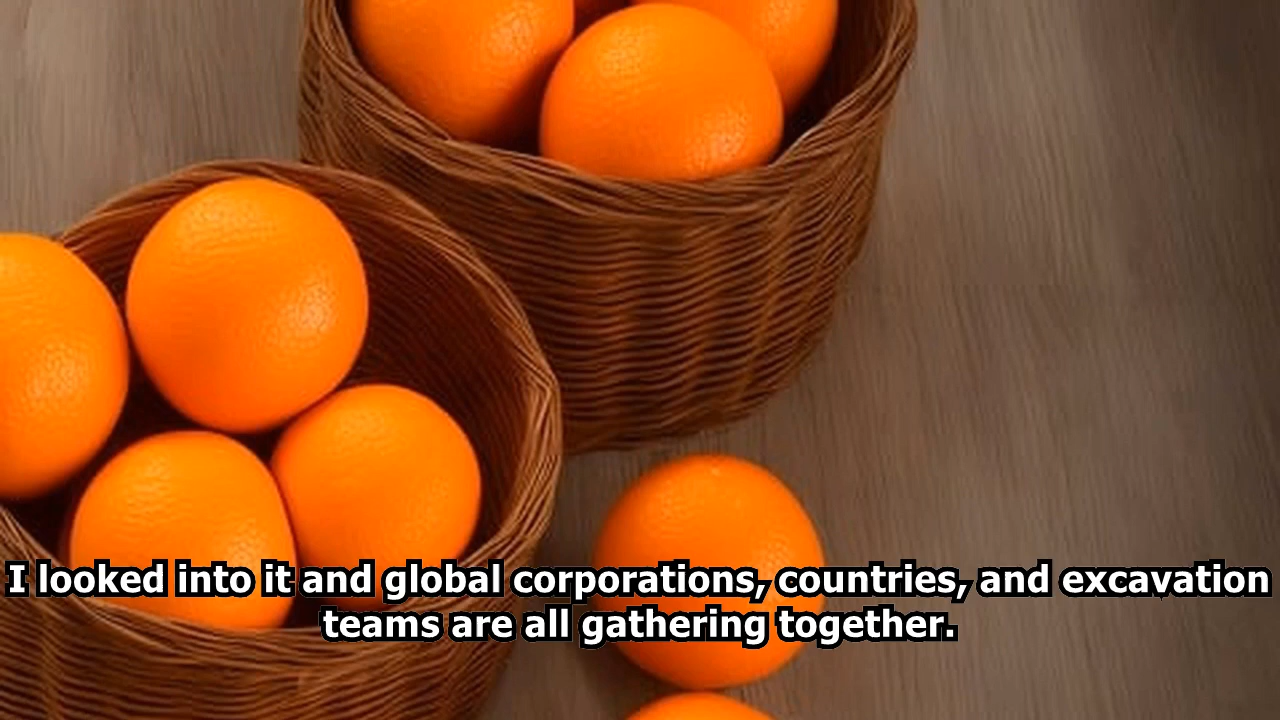 I looked into it and global corporations, countries, and excavation
teams are all gathering together.